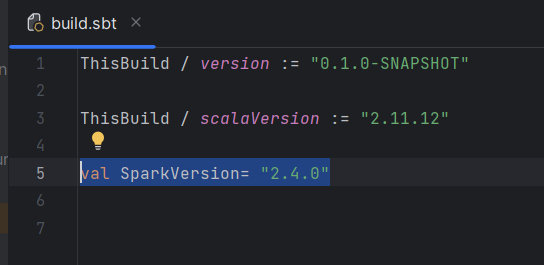 build.sbt
1 ThisBuild / version := "0.1.0-SNAPSHOT"
2
3 ThisBuild / scalaVersion := "2.11.12"
4
5 val SparkVersion= "2.4.0"
6
7